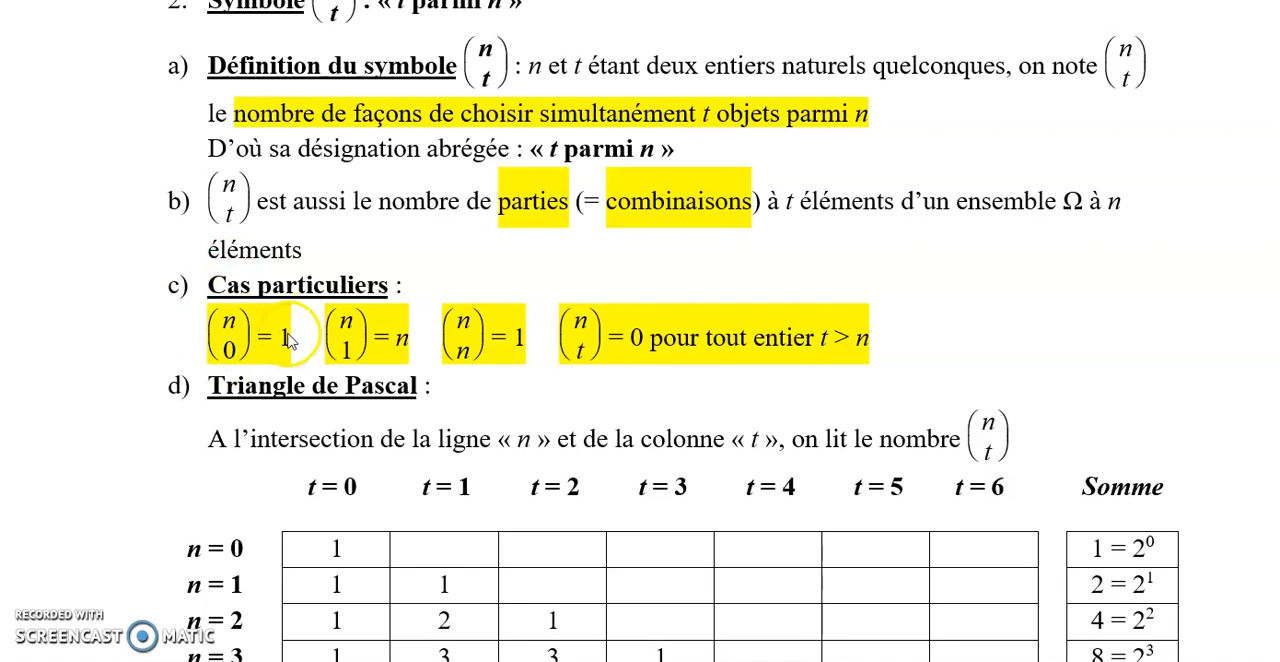 2. Symbole (t) : « t parmi n »
a) Définition du symbole (n t) : n et t étant deux entiers naturels quelconques, on note (n t)
le nombre de façons de choisir simultanément t objets parmi n
D’où sa désignation abrégée : « t parmi n »
b) (n t) est aussi le nombre de parties (= combinaisons) à t éléments d’un ensemble Ω à n
éléments
c) Cas particuliers :
(n 0) = 1 (n 1) = n (n n) = 1 (n t) = 0 pour tout entier t > n
d) Triangle de Pascal :
A l’intersection de la ligne « n » et de la colonne « t », on lit le nombre (n t)
t = 0 t = 1 t = 2 t = 3 t = 4 t = 5 t = 6 Somme
n = 0 1 1 = 2⁰
n = 1 1 1 2 = 2¹
n = 2 1 2 1 4 = 2²
n = 3 1 3 3 1 8 = 2³
RECORDED WITH
SCREENCAST MATIC